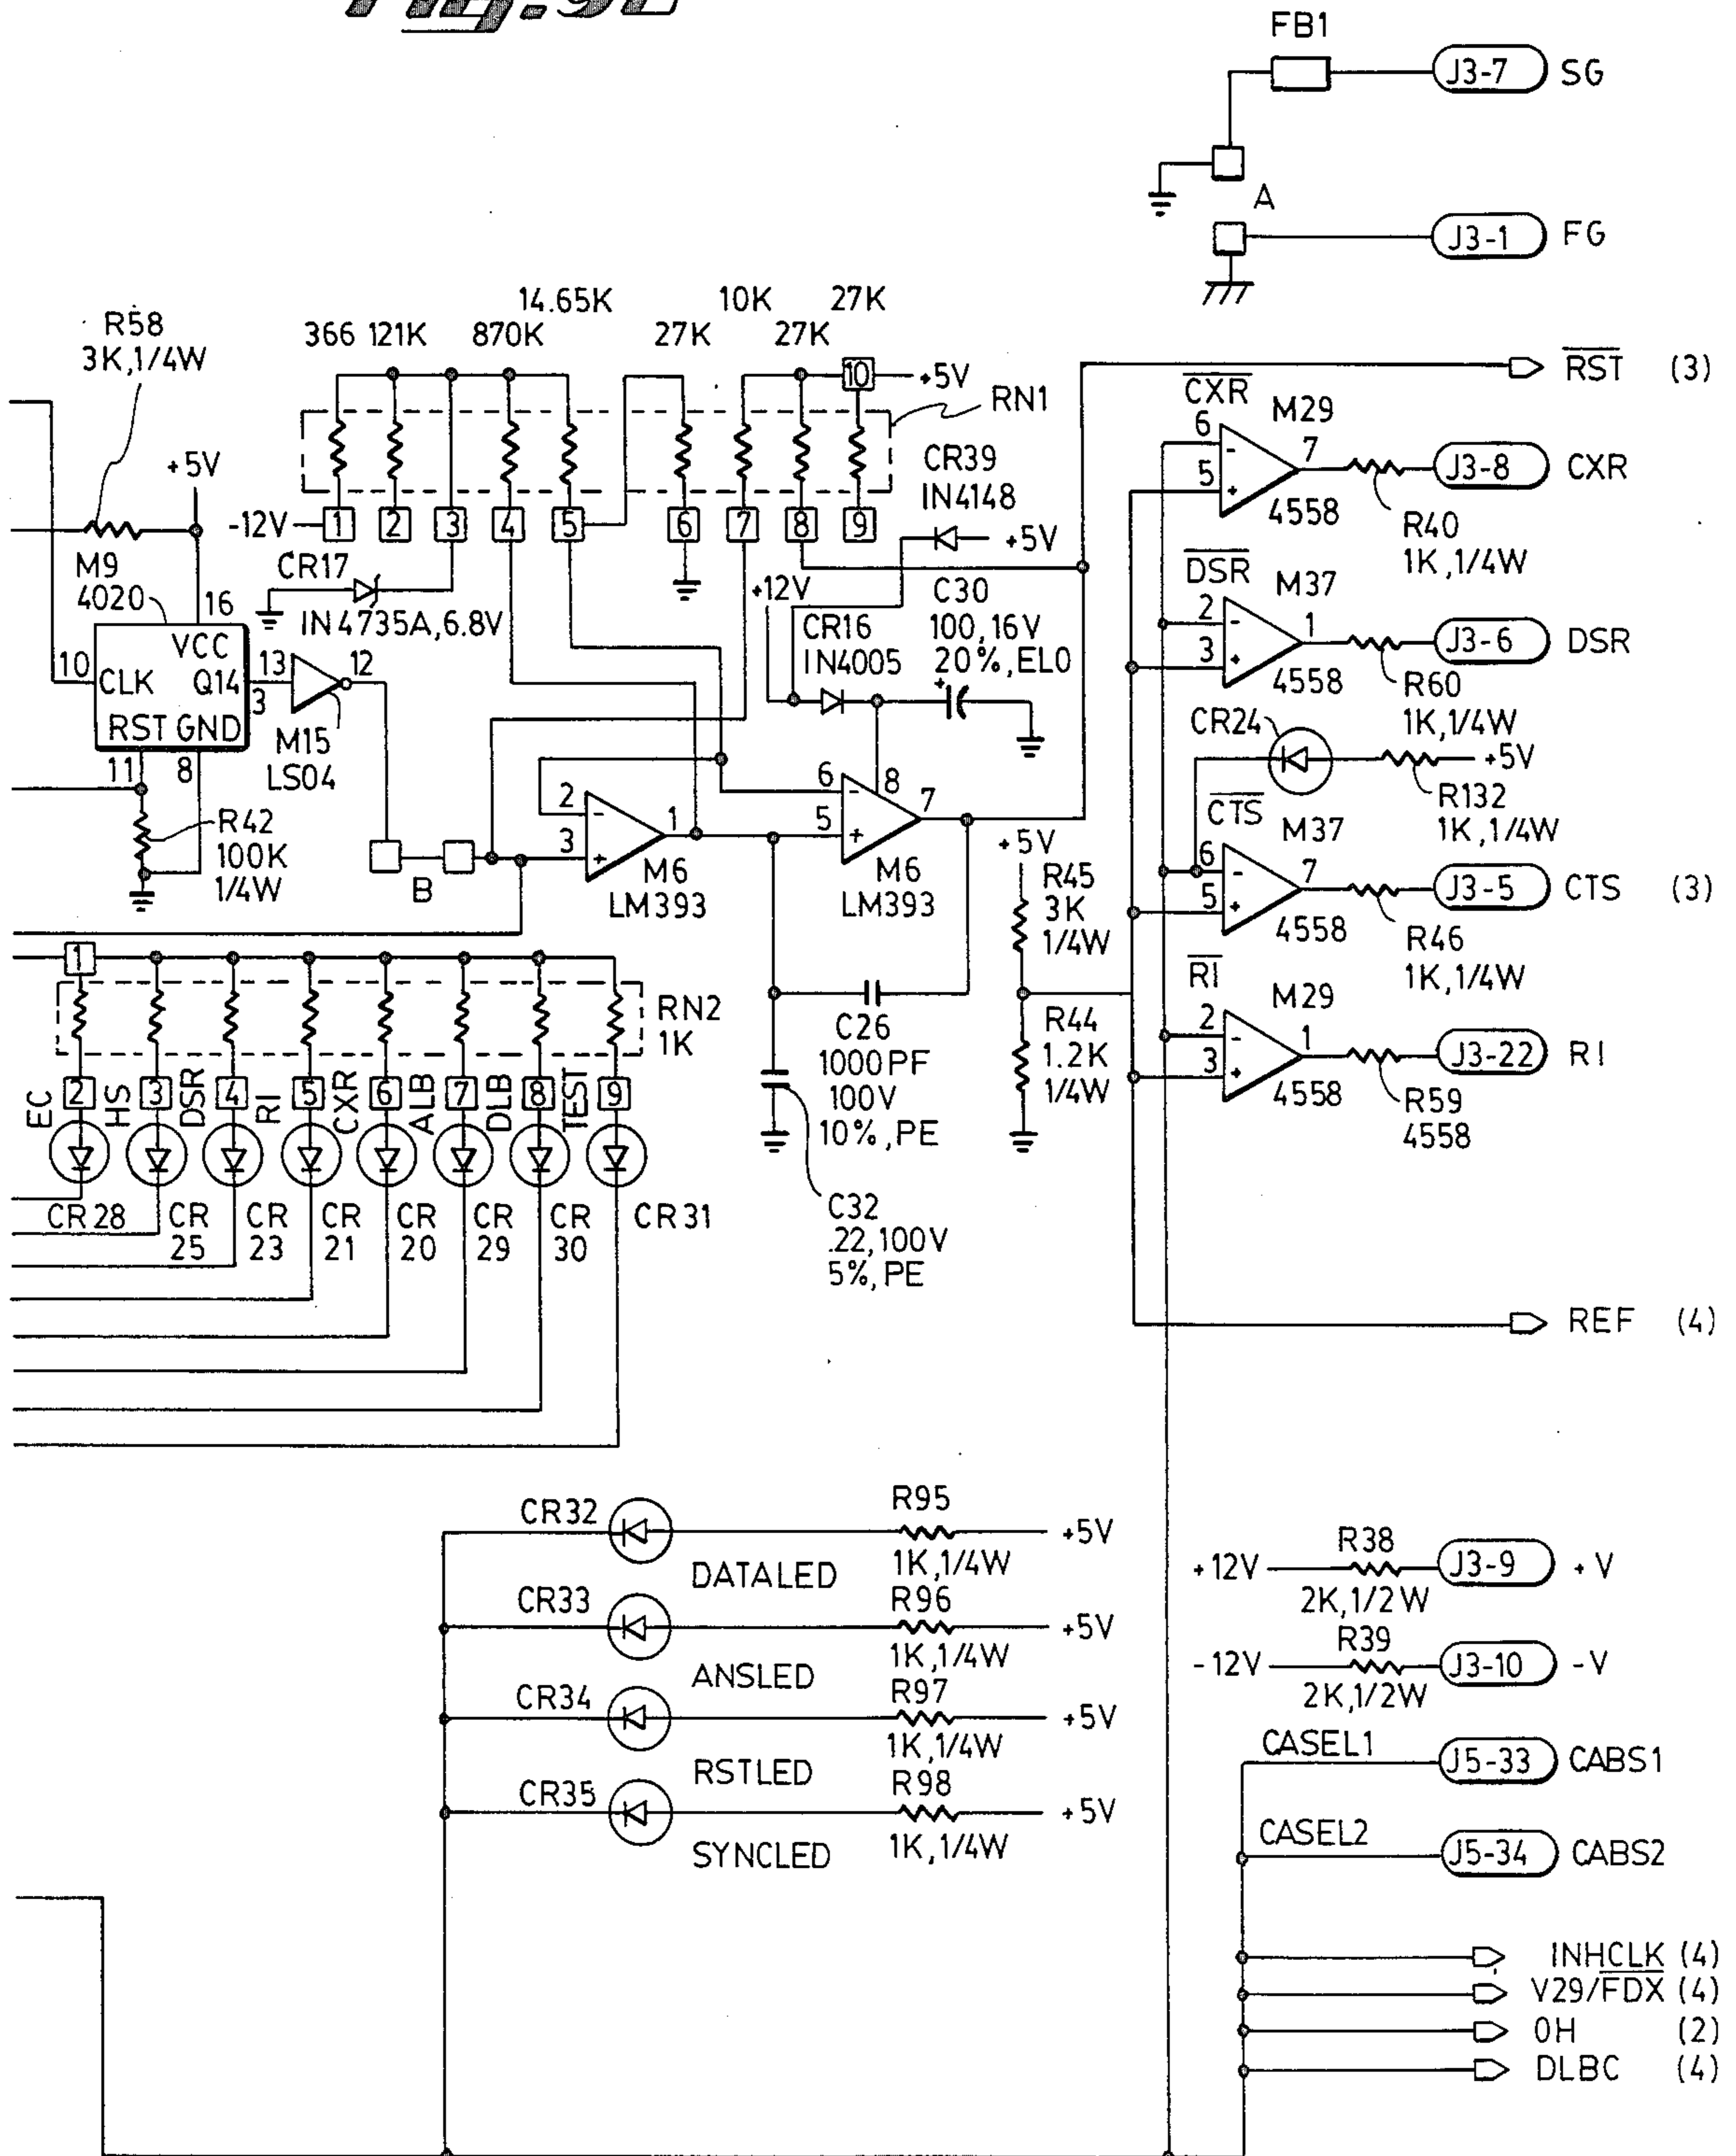 Fig. 9B
FB1
J3-7 SG
A
J3-1 FG
R58
3K,1/4W
366 121K 870K 14.65K 27K 10K 27K 27K
10 +5V
RN1
RST (3)
+5V
-12V 1 2 3 4 5 6 7 8 9
CR39
IN4148
+5V
CR17
IN4735A,6.8V
M9
4020
16
VCC
10 CLK Q14 3
RST GND
11 8
13 12
M15
LS04
R42
100K
1/4W
B
+12V
CR16
IN4005
C30
100,16V
20%,ELO
+
2 -
3 +
1
M6
LM393
6 -
5 +
8
7
M6
LM393
CXR
6 -
5 +
M29
7
4558
R40
1K,1/4W
J3-8 CXR
DSR
2 -
3 +
M37
1
4558
R60
1K,1/4W
J3-6 DSR
CR24
+5V
R132
1K,1/4W
CTS
6 -
5 +
M37
7
4558
R46
1K,1/4W
J3-5 CTS (3)
RI
2 -
3 +
M29
1
4558
R59
4558
J3-22 RI
+5V
R45
3K
1/4W
R44
1.2K
1/4W
1
RN2
1K
EC 2 HS 3 DSR 4 RI 5 CXR 6 ALB 7 DLB 8 TEST 9
CR28
CR
25
CR
23
CR
21
CR
20
CR
29
CR
30
CR31
C26
1000PF
100V
10%,PE
C32
.22,100V
5%,PE
REF (4)
CR32
DATALED
R95
1K,1/4W
+5V
CR33
ANSLED
R96
1K,1/4W
+5V
CR34
RSTLED
R97
1K,1/4W
+5V
CR35
SYNCLED
R98
1K,1/4W
+5V
+12V
R38
2K,1/2W
J3-9 +V
-12V
R39
2K,1/2W
J3-10 -V
CASEL1 J5-33 CABS1
CASEL2 J5-34 CABS2
INHCLK (4)
V29/FDX (4)
OH (2)
DLBC (4)